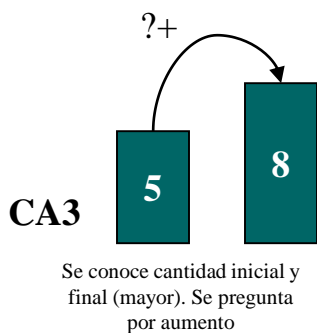 ?+
5
8
CA3
Se conoce cantidad inicial y
final (mayor). Se pregunta
por aumento